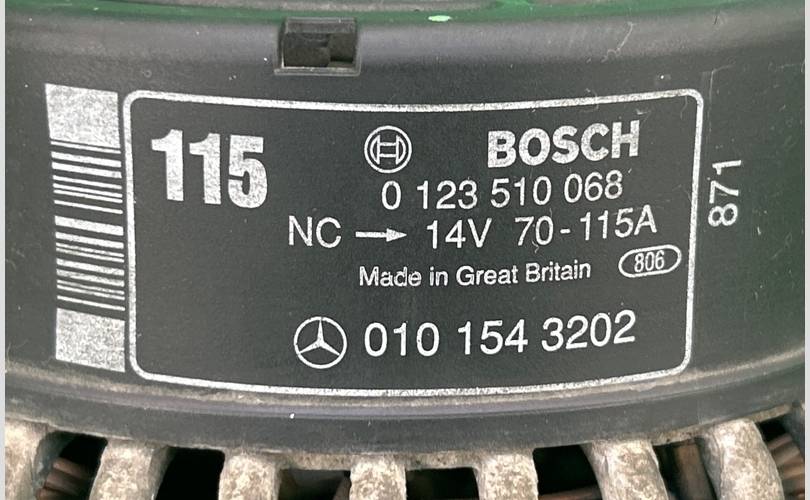 115
BOSCH
0 123 510 068
NC → 14V 70-115A
Made in Great Britain 806
010 154 3202
871